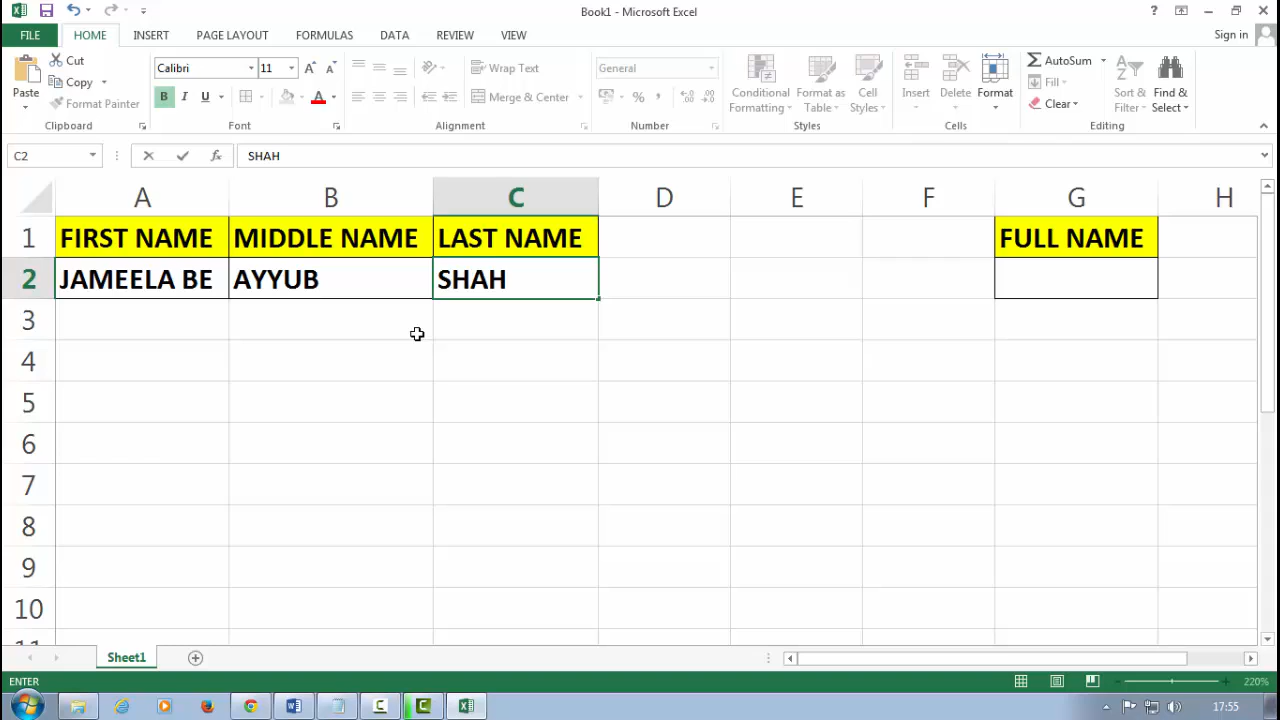 Book1 - Microsoft Excel
?
FILE HOME INSERT PAGE LAYOUT FORMULAS DATA REVIEW VIEW Sign in
Paste
Cut
Copy
Format Painter
Clipboard
Calibri 11
B I U
Font
Wrap Text
Merge & Center
Alignment
General
%
Number
Conditional Formatting
Format as Table
Cell Styles
Styles
Insert
Delete
Format
Cells
AutoSum
Fill
Clear
Sort & Filter
Find & Select
Editing
C2 fx SHAH
A B C D E F G H
1 FIRST NAME MIDDLE NAME LAST NAME FULL NAME
2 JAMEELA BE AYYUB SHAH
3
4
5
6
7
8
9
10
Sheet1
ENTER 220%
17:55